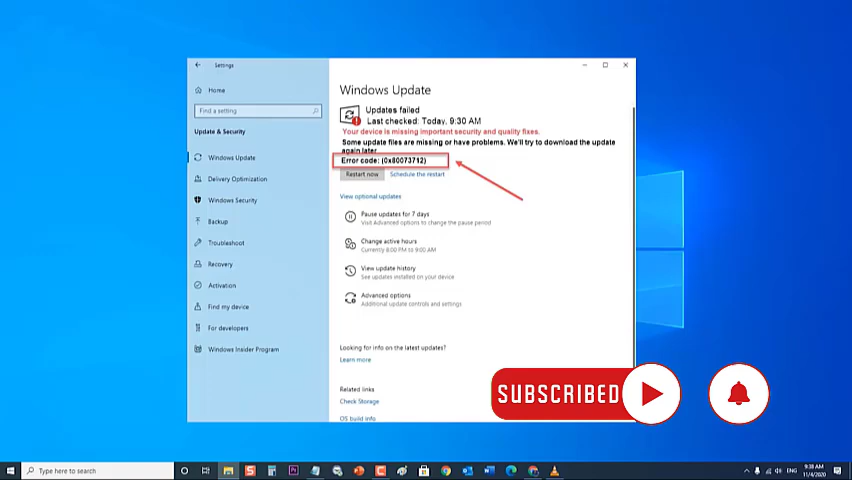 Settings
Home
Find a setting
Update & Security
Windows Update
Delivery Optimization
Windows Security
Backup
Troubleshoot
Recovery
Activation
Find my device
For developers
Windows Insider Program
Windows Update
Updates failed
Last checked: Today, 9:30 AM
Your device is missing important security and quality fixes.
Some update files are missing or have problems. We'll try to download the update
again later.
Error code: (0x80073712)
Restart now
Schedule the restart
View optional updates
Pause updates for 7 days
Visit Advanced options to change the pause period
Change active hours
Currently 8:00 PM to 9:00 AM
View update history
See updates installed on your device
Advanced options
Additional update controls and settings
Looking for info on the latest updates?
Learn more
Related links
Check Storage
OS build info
SUBSCRIBED
Type here to search
ENG
9:38 AM
11/4/2020